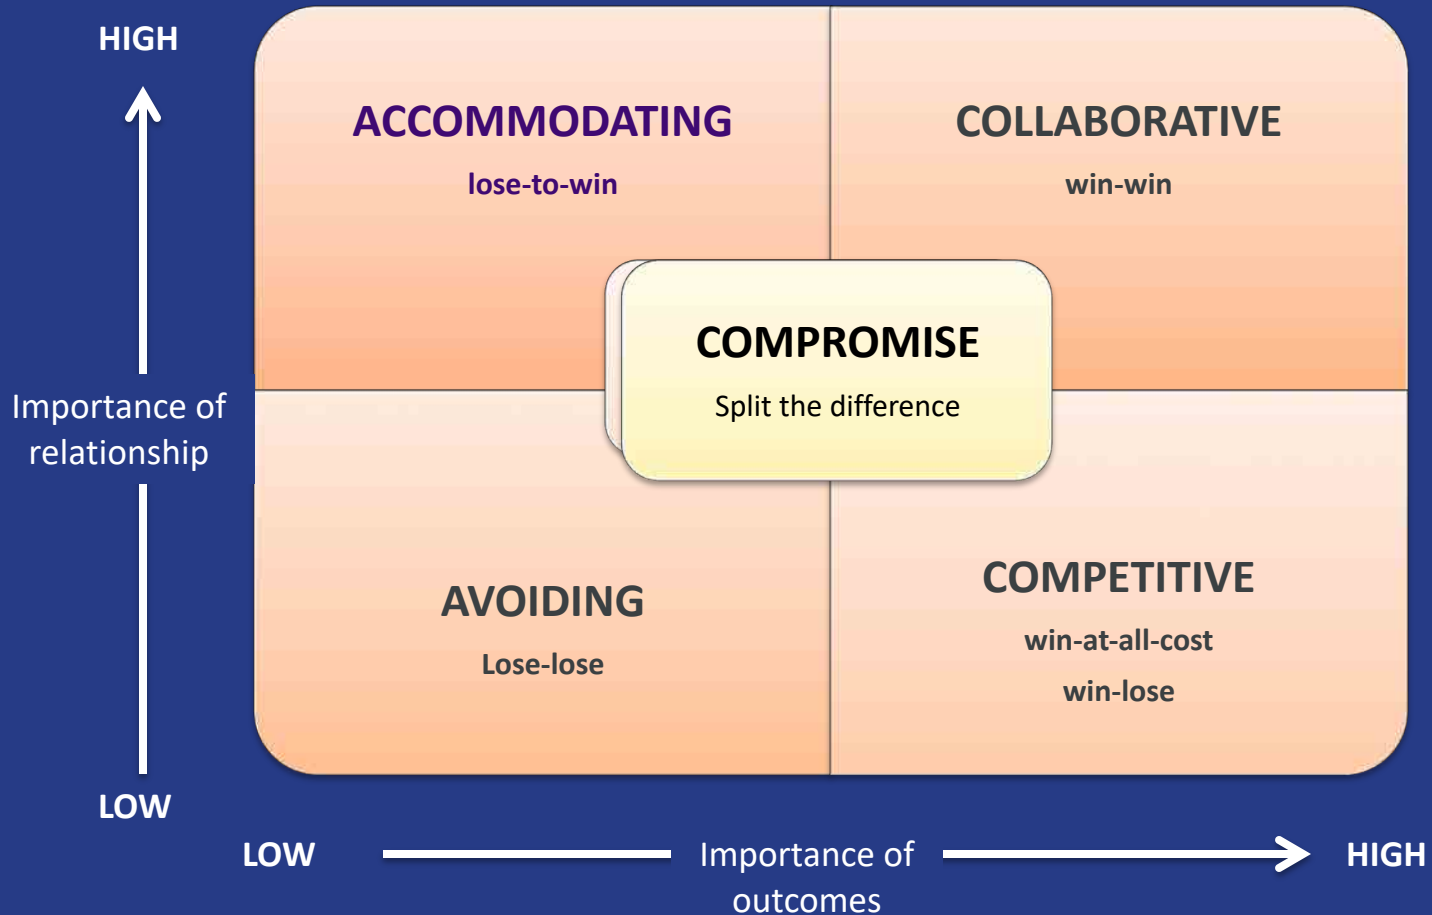 HIGH
ACCOMMODATING
lose-to-win
COLLABORATIVE
win-win
COMPROMISE
Split the difference
Importance of
relationship
AVOIDING
Lose-lose
COMPETITIVE
win-at-all-cost
win-lose
LOW
LOW
Importance of
outcomes
HIGH